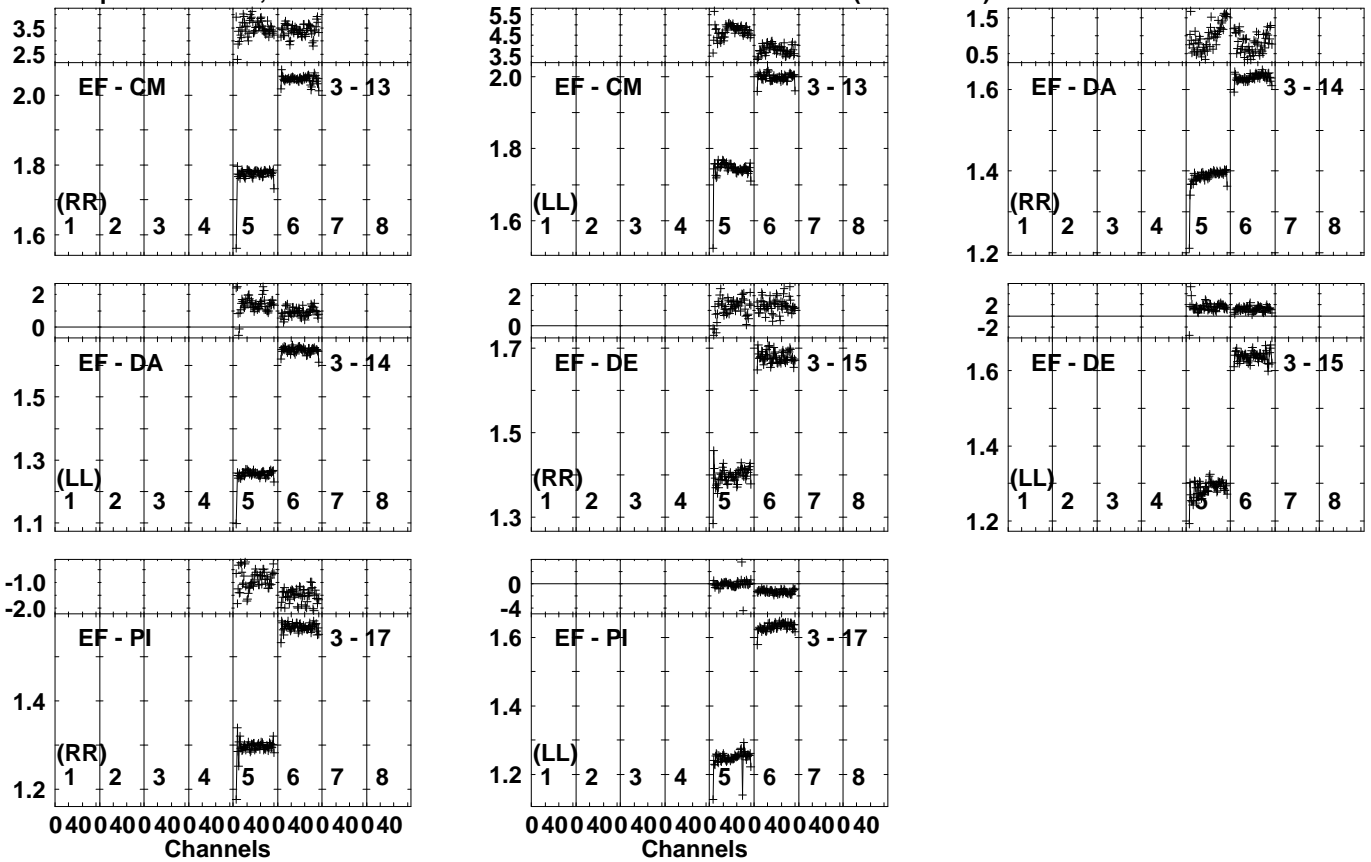 3.5
2.5
EF - CM 3 - 13
2.0
1.8
(RR)
1 2 3 4 5 6 7 8
1.6
5.5
4.5
3.5
2.0
EF - CM 3 - 13
1.8
(LL)
1 2 3 4 5 6 7 8
1.6
1.5
0.5
EF - DA 3 - 14
1.6
1.4
(RR)
1 2 3 4 5 6 7 8
1.2
2
0
EF - DA 3 - 14
1.5
1.3
(LL)
1 2 3 4 5 6 7 8
1.1
2
0
1.7
EF - DE 3 - 15
1.5
(RR)
1 2 3 4 5 6 7 8
1.3
2
-2
EF - DE 3 - 15
1.6
1.4
(LL)
1 2 3 4 5 6 7 8
1.2
-1.0
-2.0
EF - PI 3 - 17
1.4
(RR)
1 2 3 4 5 6 7 8
1.2
0 40 0 40 0 40 0 40 0 40 0 40 0 40 0 40
Channels
0
-4
EF - PI 3 - 17
1.6
1.4
(LL)
1 2 3 4 5 6 7 8
1.2
0 40 0 40 0 40 0 40 0 40 0 40 0 40 0 40
Channels